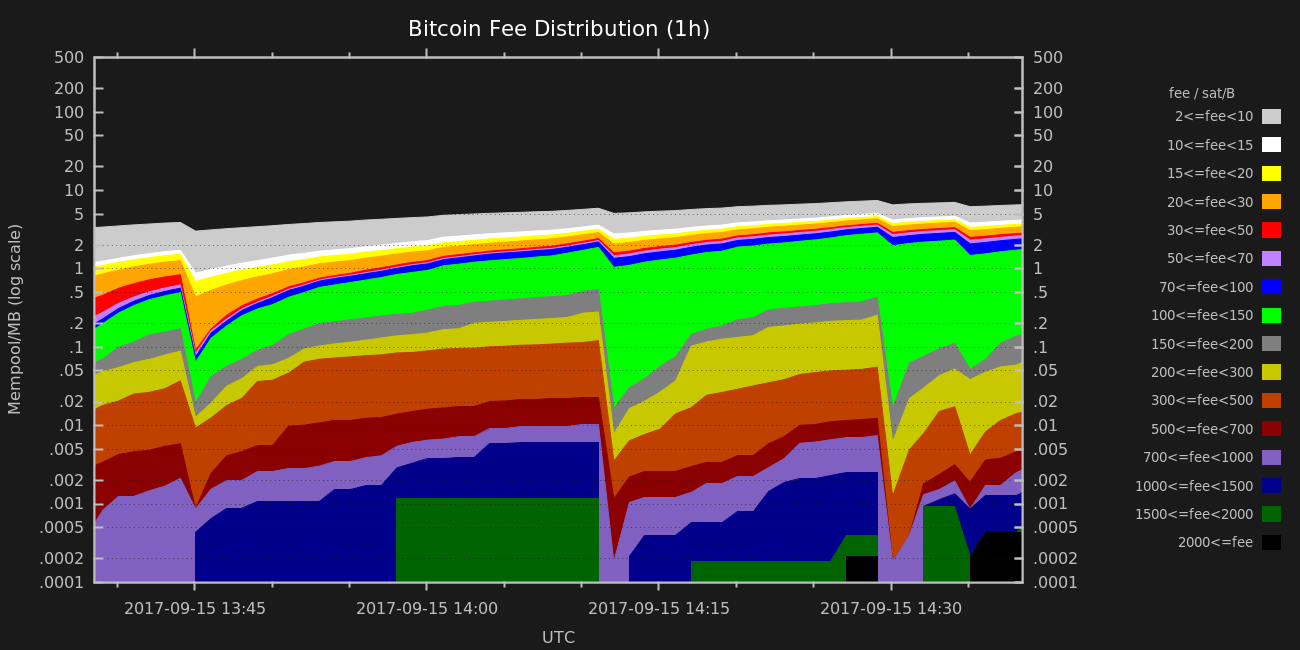 Bitcoin Fee Distribution (1h)
Mempool/MB (log scale)
500
200
100
50
20
10
5
2
1
.5
.2
.1
.05
.02
.01
.005
.002
.001
.0005
.0002
.0001
500
200
100
50
20
10
5
2
1
.5
.2
.1
.05
.02
.01
.005
.002
.001
.0005
.0002
.0001
2017-09-15 13:45
2017-09-15 14:00
2017-09-15 14:15
2017-09-15 14:30
UTC
fee / sat/B
2<=fee<10
10<=fee<15
15<=fee<20
20<=fee<30
30<=fee<50
50<=fee<70
70<=fee<100
100<=fee<150
150<=fee<200
200<=fee<300
300<=fee<500
500<=fee<700
700<=fee<1000
1000<=fee<1500
1500<=fee<2000
2000<=fee